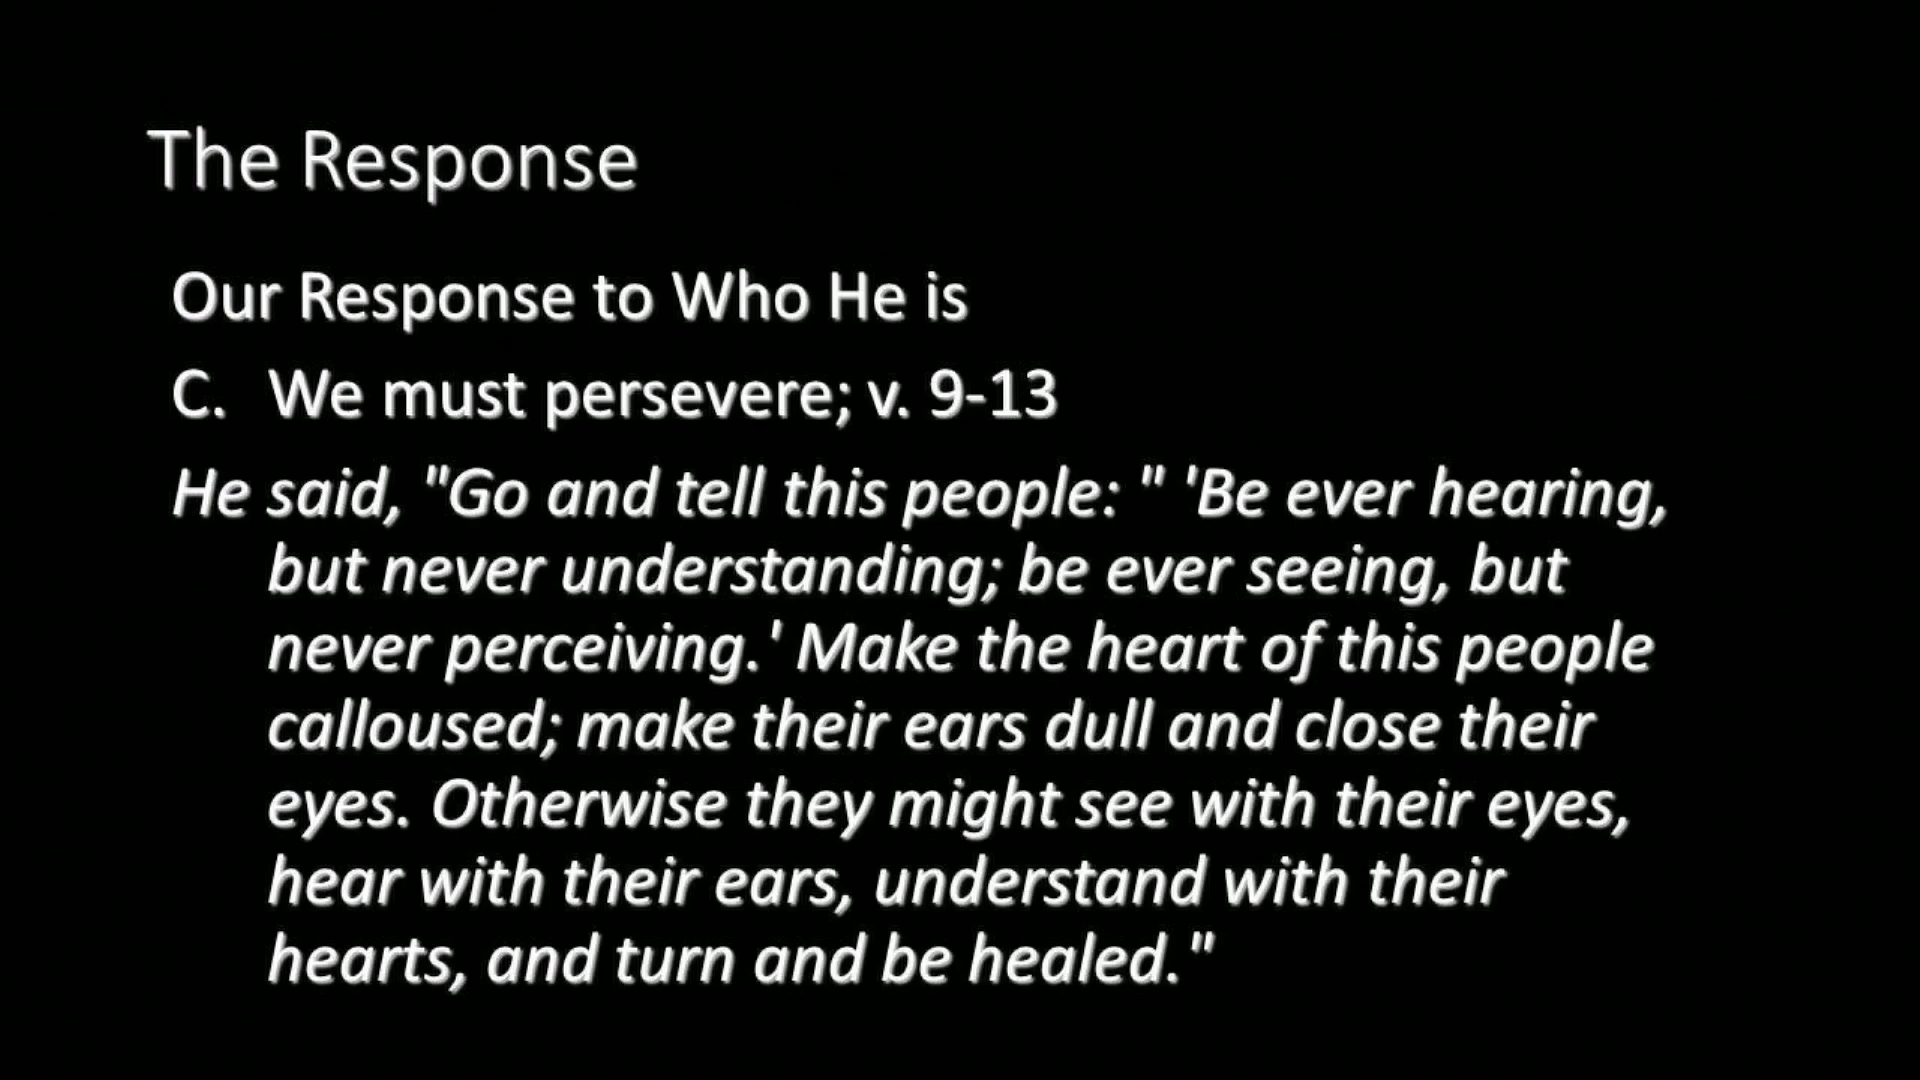 The Response
Our Response to Who He is
C. We must persevere; v. 9-13
He said, "Go and tell this people: " 'Be ever hearing,
but never understanding; be ever seeing, but
never perceiving.' Make the heart of this people
calloused; make their ears dull and close their
eyes. Otherwise they might see with their eyes,
hear with their ears, understand with their
hearts, and turn and be healed."